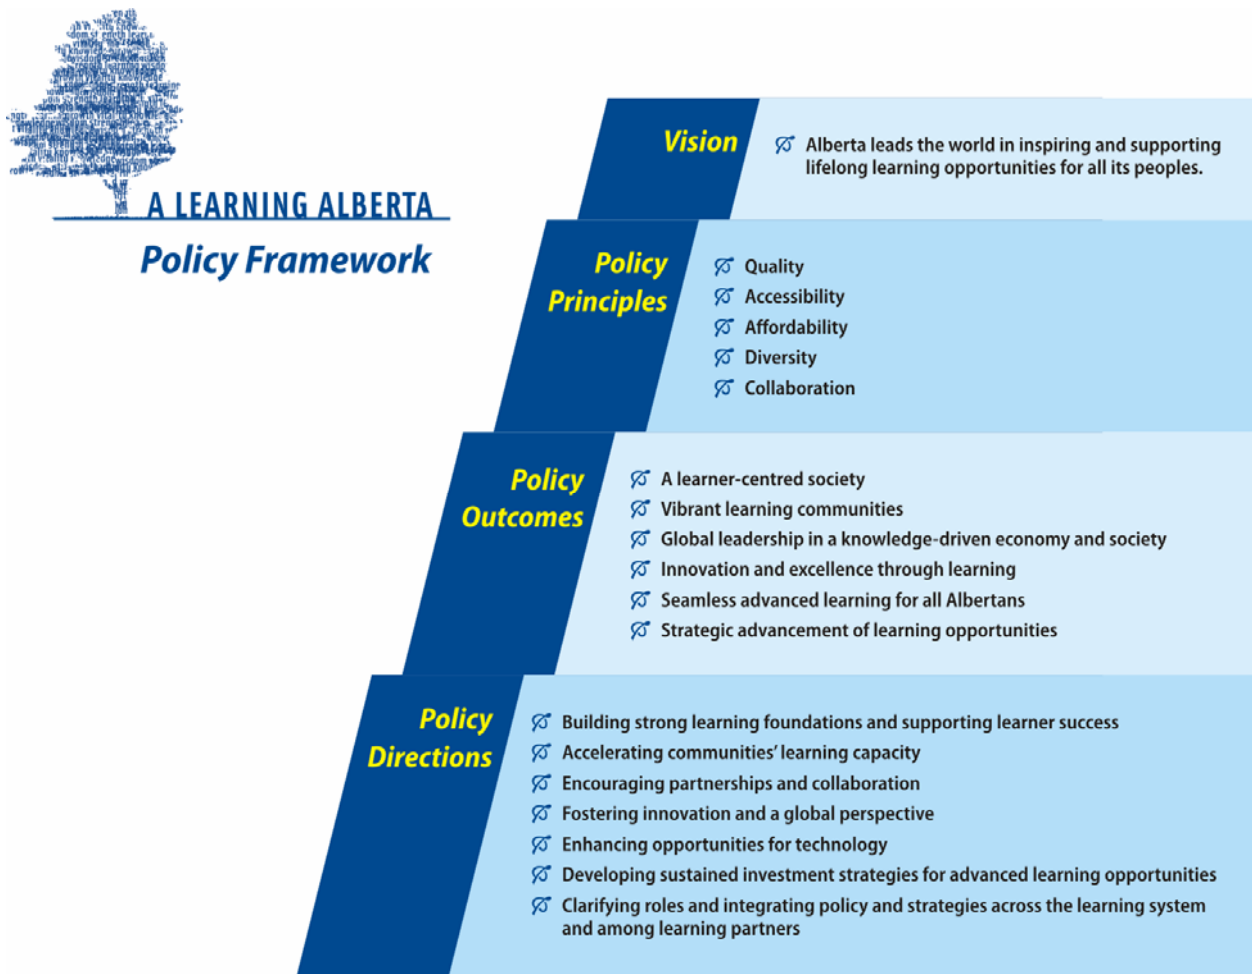 A LEARNING ALBERTA
Policy Framework
Vision
Alberta leads the world in inspiring and supporting
lifelong learning opportunities for all its peoples.
Policy
Principles
Quality
Accessibility
Affordability
Diversity
Collaboration
Policy
Outcomes
A learner-centred society
Vibrant learning communities
Global leadership in a knowledge-driven economy and society
Innovation and excellence through learning
Seamless advanced learning for all Albertans
Strategic advancement of learning opportunities
Policy
Directions
Building strong learning foundations and supporting learner success
Accelerating communities' learning capacity
Encouraging partnerships and collaboration
Fostering innovation and a global perspective
Enhancing opportunities for technology
Developing sustained investment strategies for advanced learning opportunities
Clarifying roles and integrating policy and strategies across the learning system
and among learning partners